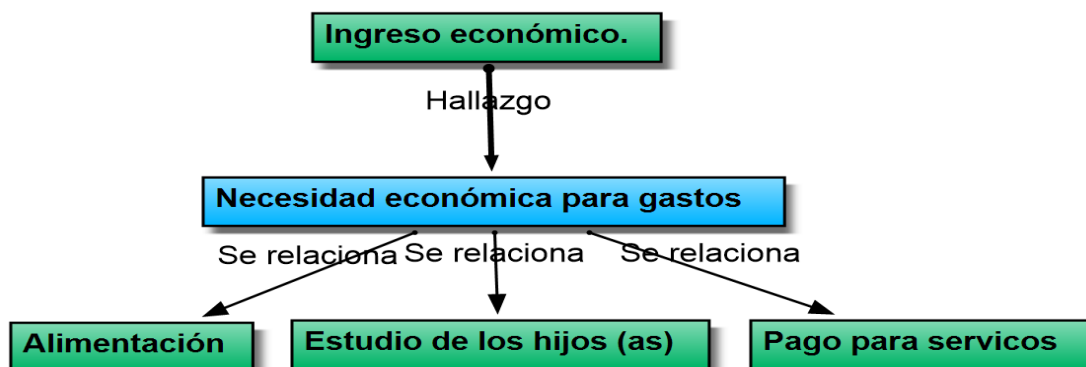 Ingreso económico.
Hallazgo
Necesidad económica para gastos
Se relaciona Se relaciona Se relaciona
Alimentación Estudio de los hijos (as) Pago para servicos